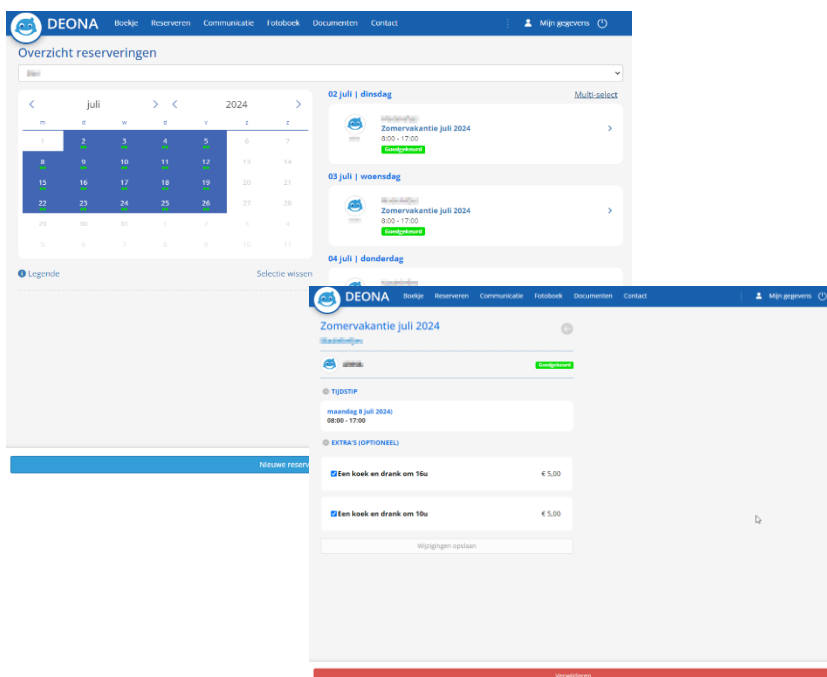 DEONA Boekje Reserveren Communicatie Fotoboek Documenten Contact Mijn gegevens
Overzicht reserveringen
juli 2024
m d w d v z z
1 2 3 4 5 6 7
8 9 10 11 12 13 14
15 16 17 18 19 20 21
22 23 24 25 26 27 28
29 30 31 1 2 3 4
5 6 7 8 9 10 11
Legende Selectie wissen
02 juli | dinsdag Multi-select
Zomervakantie juli 2024
8:00 - 17:00
Goedgekeurd
03 juli | woensdag
Zomervakantie juli 2024
8:00 - 17:00
Goedgekeurd
04 juli | donderdag
Nieuwe reserv
DEONA Boekje Reserveren Communicatie Fotoboek Documenten Contact Mijn gegevens
Zomervakantie juli 2024
Goedgekeurd
TIJDSTIP
maandag 8 juli 2024)
08:00 - 17:00
EXTRA'S (OPTIONEEL)
Een koek en drank om 16u € 5,00
Een koek en drank om 10u € 5,00
Wijzigingen opslaan
Verwijderen